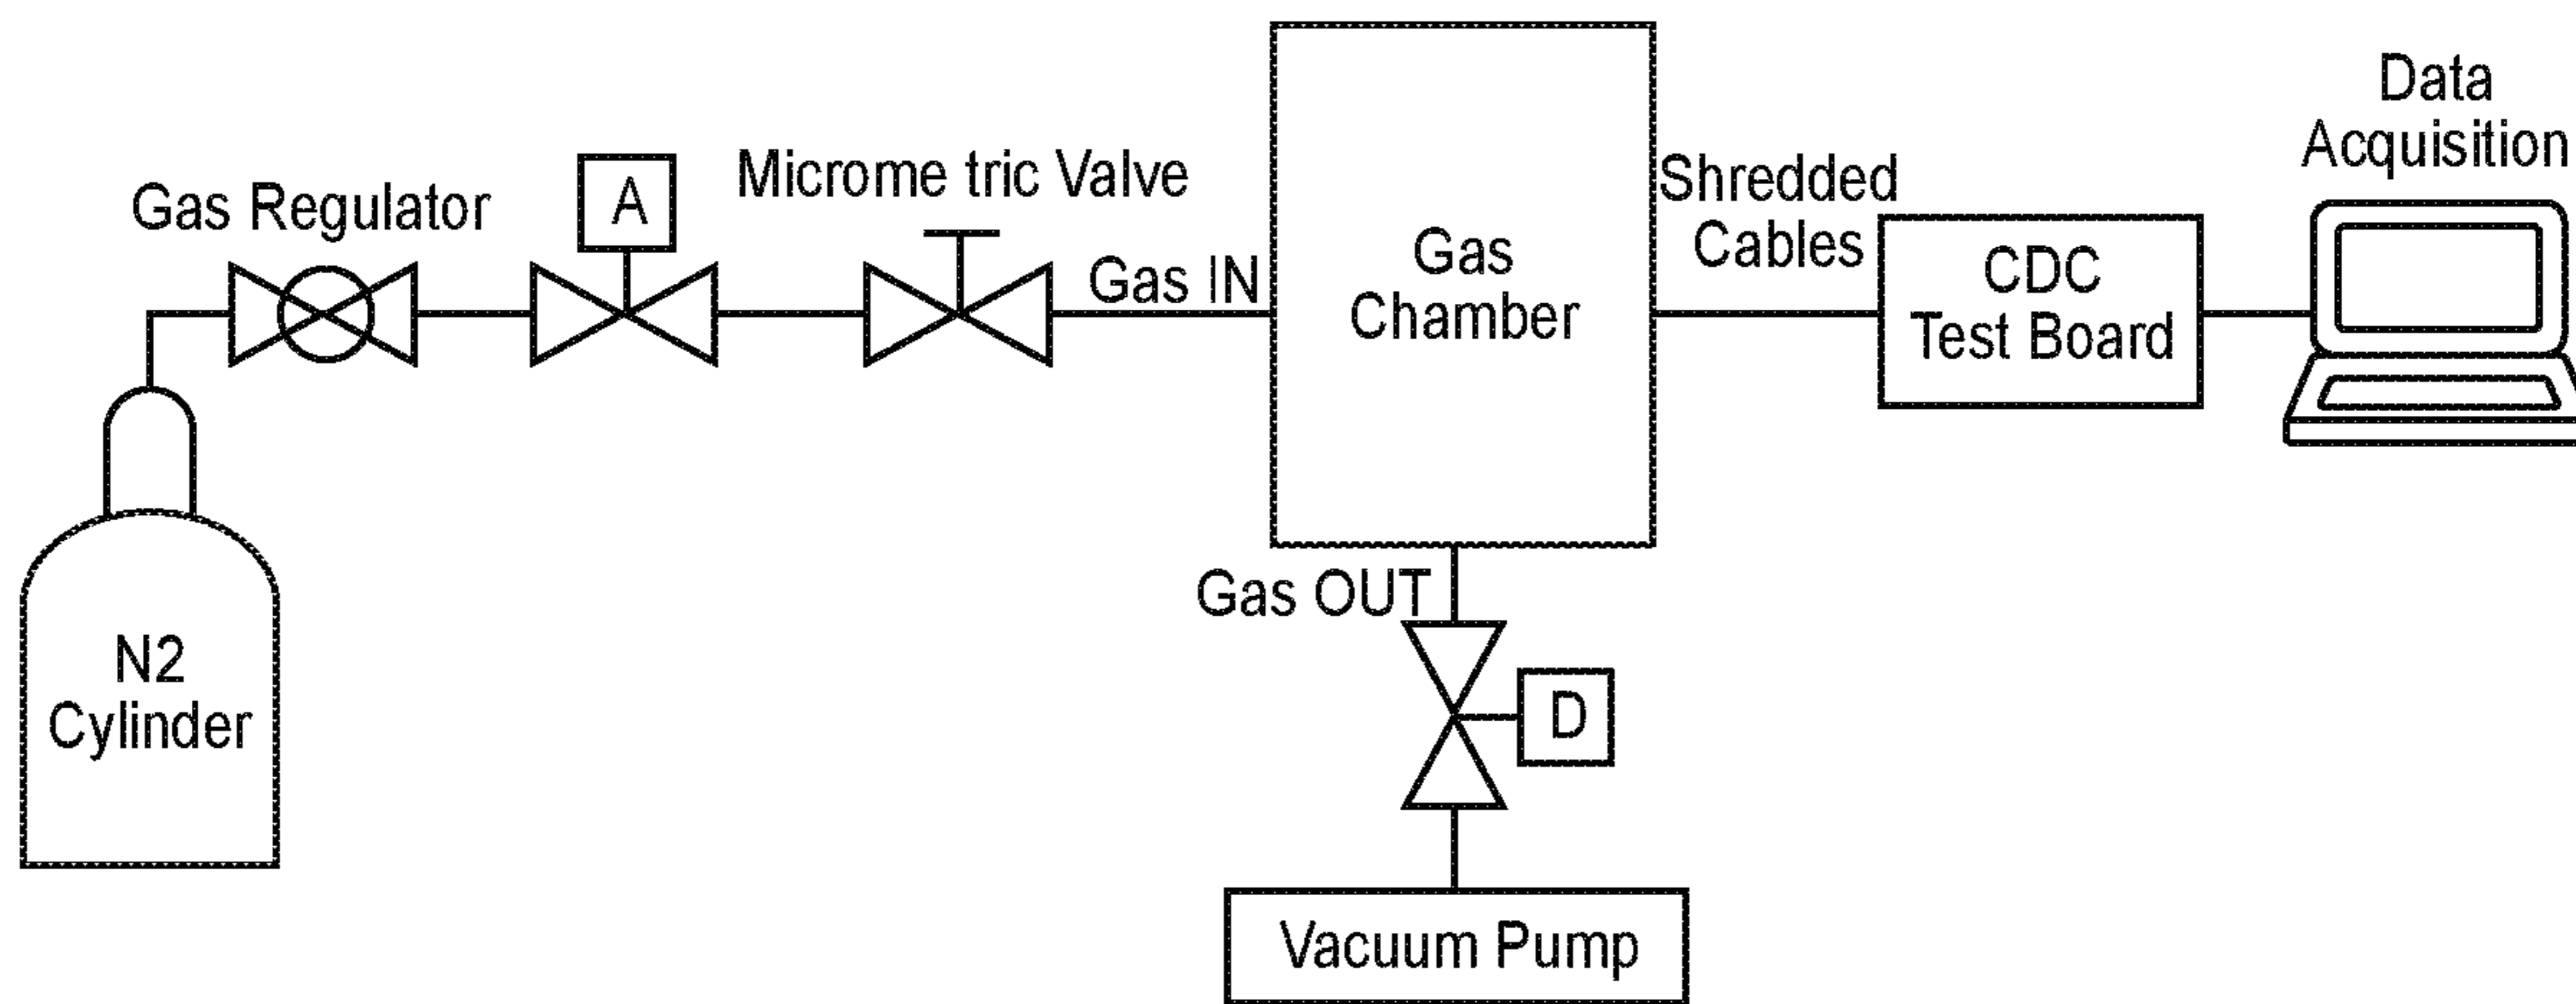 Gas Regulator
A
Microme tric Valve
Gas IN
Gas
Chamber
Shredded
Cables
CDC
Test Board
Data
Acquisition
N2
Cylinder
Gas OUT
D
Vacuum Pump